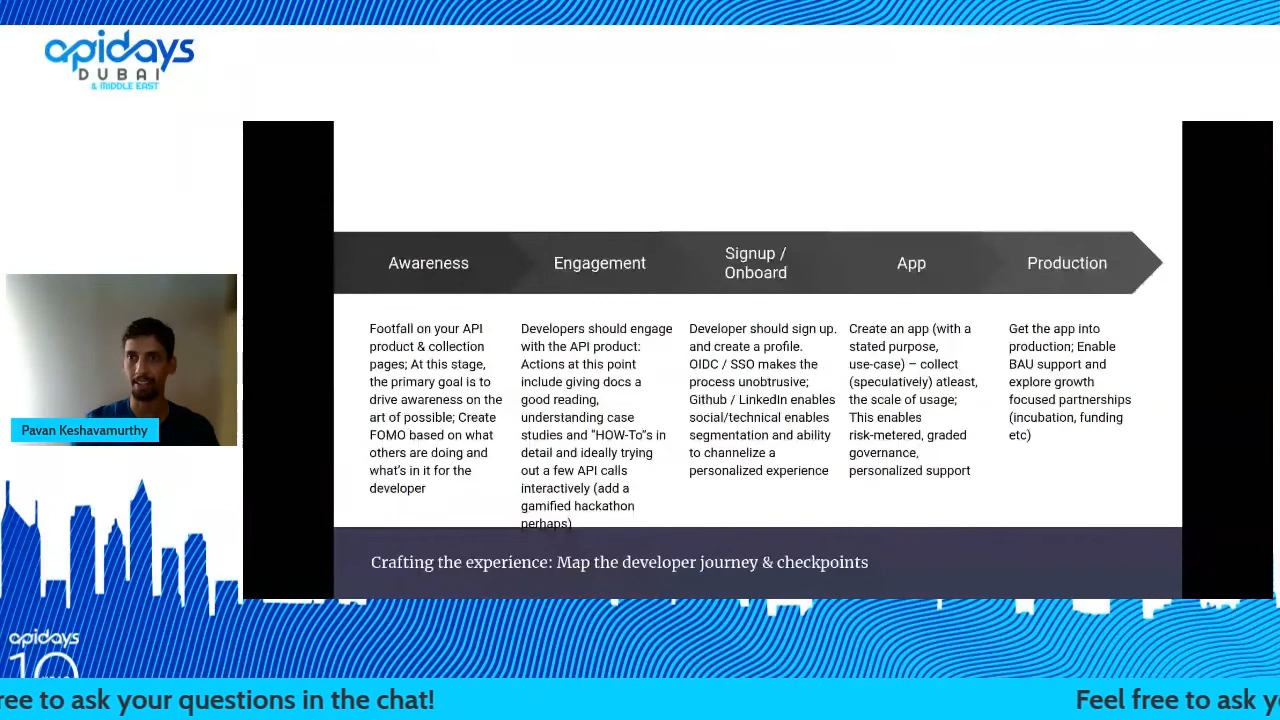 apidays
DUBAI
& MIDDLE EAST
Awareness
Engagement
Signup /
Onboard
App
Production
Footfall on your API
product & collection
pages; At this stage,
the primary goal is to
drive awareness on the
art of possible; Create
FOMO based on what
others are doing and
what's in it for the
developer
Developers should engage
with the API product:
Actions at this point
include giving docs a
good reading,
understanding case
studies and "HOW-To"s in
detail and ideally trying
out a few API calls
interactively (add a
gamified hackathon
perhaps)
Developer should sign up.
and create a profile.
OIDC / SSO makes the
process unobtrusive;
Github / LinkedIn enables
social/technical enables
segmentation and ability
to channelize a
personalized experience
Create an app (with a
stated purpose,
use-case) – collect
(speculatively) atleast,
the scale of usage;
This enables
risk-metered, graded
governance,
personalized support
Get the app into
production; Enable
BAU support and
explore growth
focused partnerships
(incubation, funding
etc)
Crafting the experience: Map the developer journey & checkpoints
Pavan Keshavamurthy
apidays
10
ree to ask your questions in the chat!
Feel free to ask yo